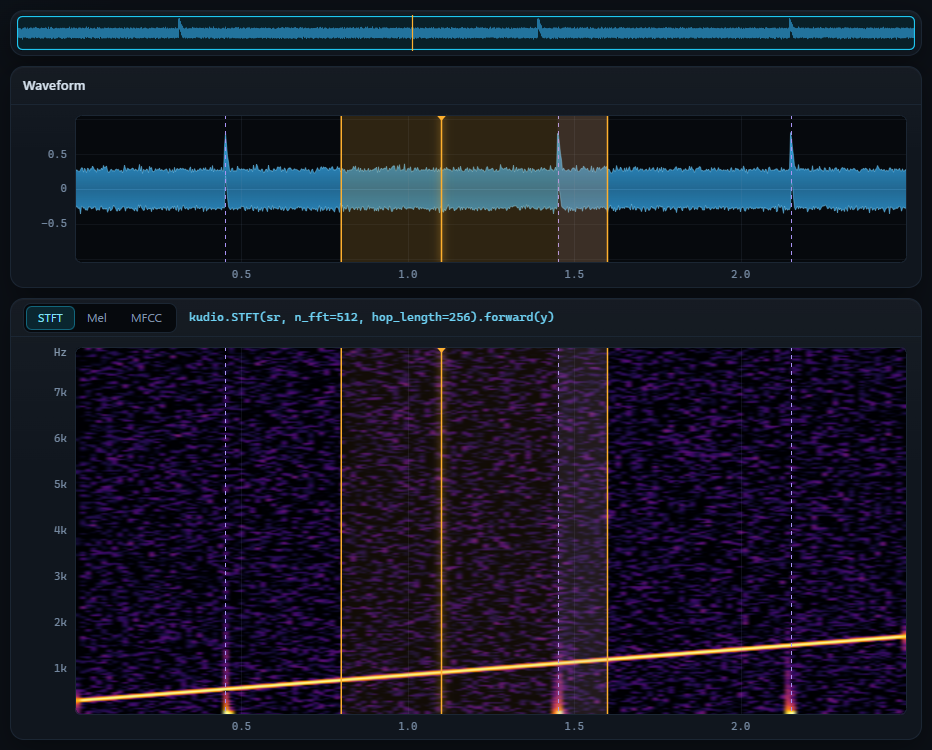 Waveform
0.5
0
−0.5
0.5 1.0 1.5 2.0
STFT Mel MFCC kudio.STFT(sr, n_fft=512, hop_length=256).forward(y)
Hz
7k
6k
5k
4k
3k
2k
1k
0.5 1.0 1.5 2.0